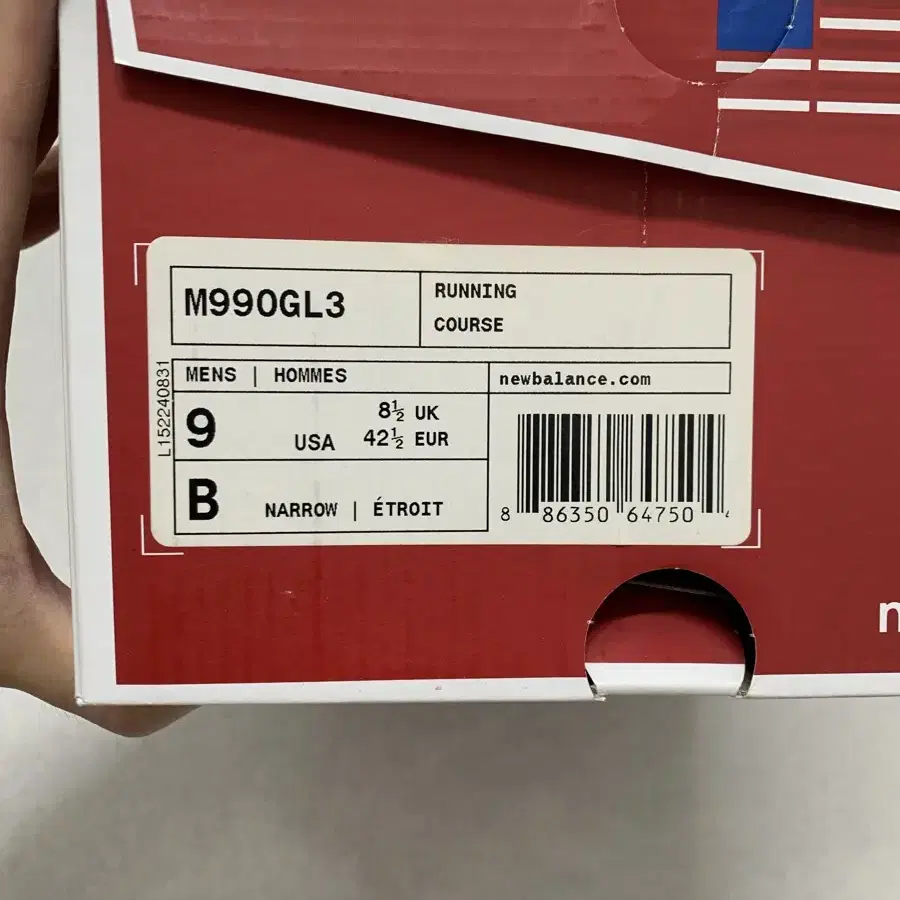 M990GL3
RUNNING
COURSE
MENS | HOMMES
newbalance.com
9
USA
8½ UK
42½ EUR
B
NARROW | ÉTROIT
L152240831
8 86350 64750 4
n